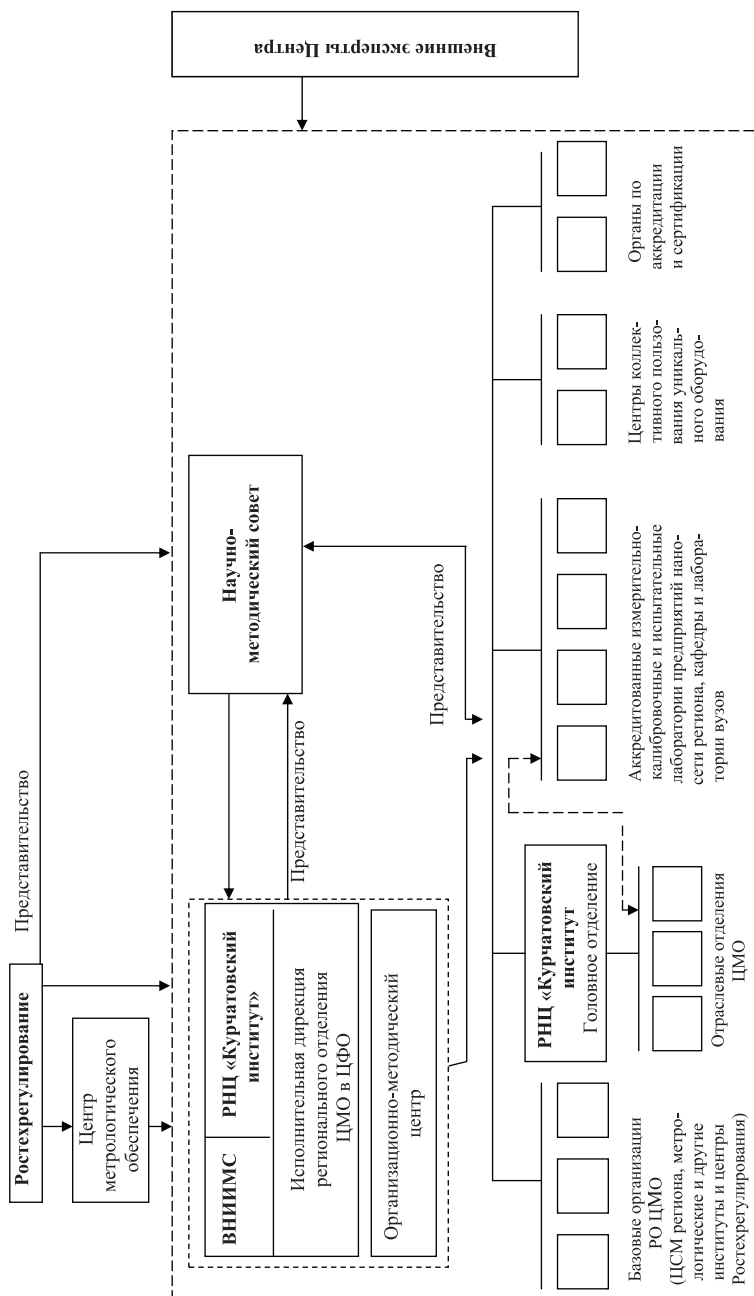 Ростехрегулирование
Представительство
Центр
метрологического
обеспечения
Внешние эксперты Центра
ВНИИМС
РНЦ «Курчатовский
институт»
Исполнительная дирекция
регионального отделения
ЦМО в ЦФО
Организационно-методический
центр
Представительство
Научно-
методический совет
Представительство
РНЦ «Курчатовский
институт
Головное отделение
Базовые организации
РО ЦМО
(ЦСМ региона, метро-
логические и другие
институты и центры
Ростехрегулирования)
Отраслевые отделения
ЦМО
Аккредитованные измерительно-
калибровочные и испытательные
лаборатории предприятий нано-
сети региона, кафедры и лабора-
тории вузов
Центры коллек-
тивного пользо-
вания уникаль-
ного оборудо-
вания
Органы по
аккредитации
и сертификации